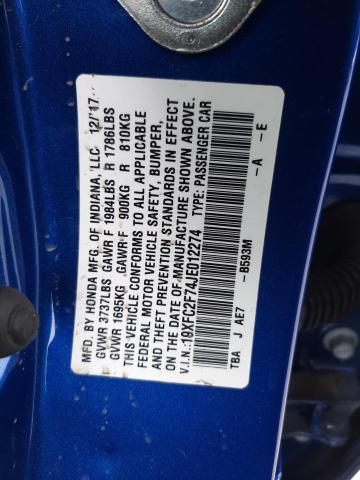 MFD. BY HONDA MFG. OF INDIANA, LLC 12/17
GVWR 3737LBS GAWR F 1984LBS R 1786LBS
GVWR 1695KG GAWR F 900KG R 810KG
THIS VEHICLE CONFORMS TO ALL APPLICABLE
FEDERAL MOTOR VEHICLE SAFETY, BUMPER,
AND THEFT PREVENTION STANDARDS IN EFFECT
ON THE DATE OF MANUFACTURE SHOWN ABOVE.
V.I.N.: 19XFC2F74JE012274 TYPE: PASSENGER CAR
-B593M -A -E
TBA J AE7